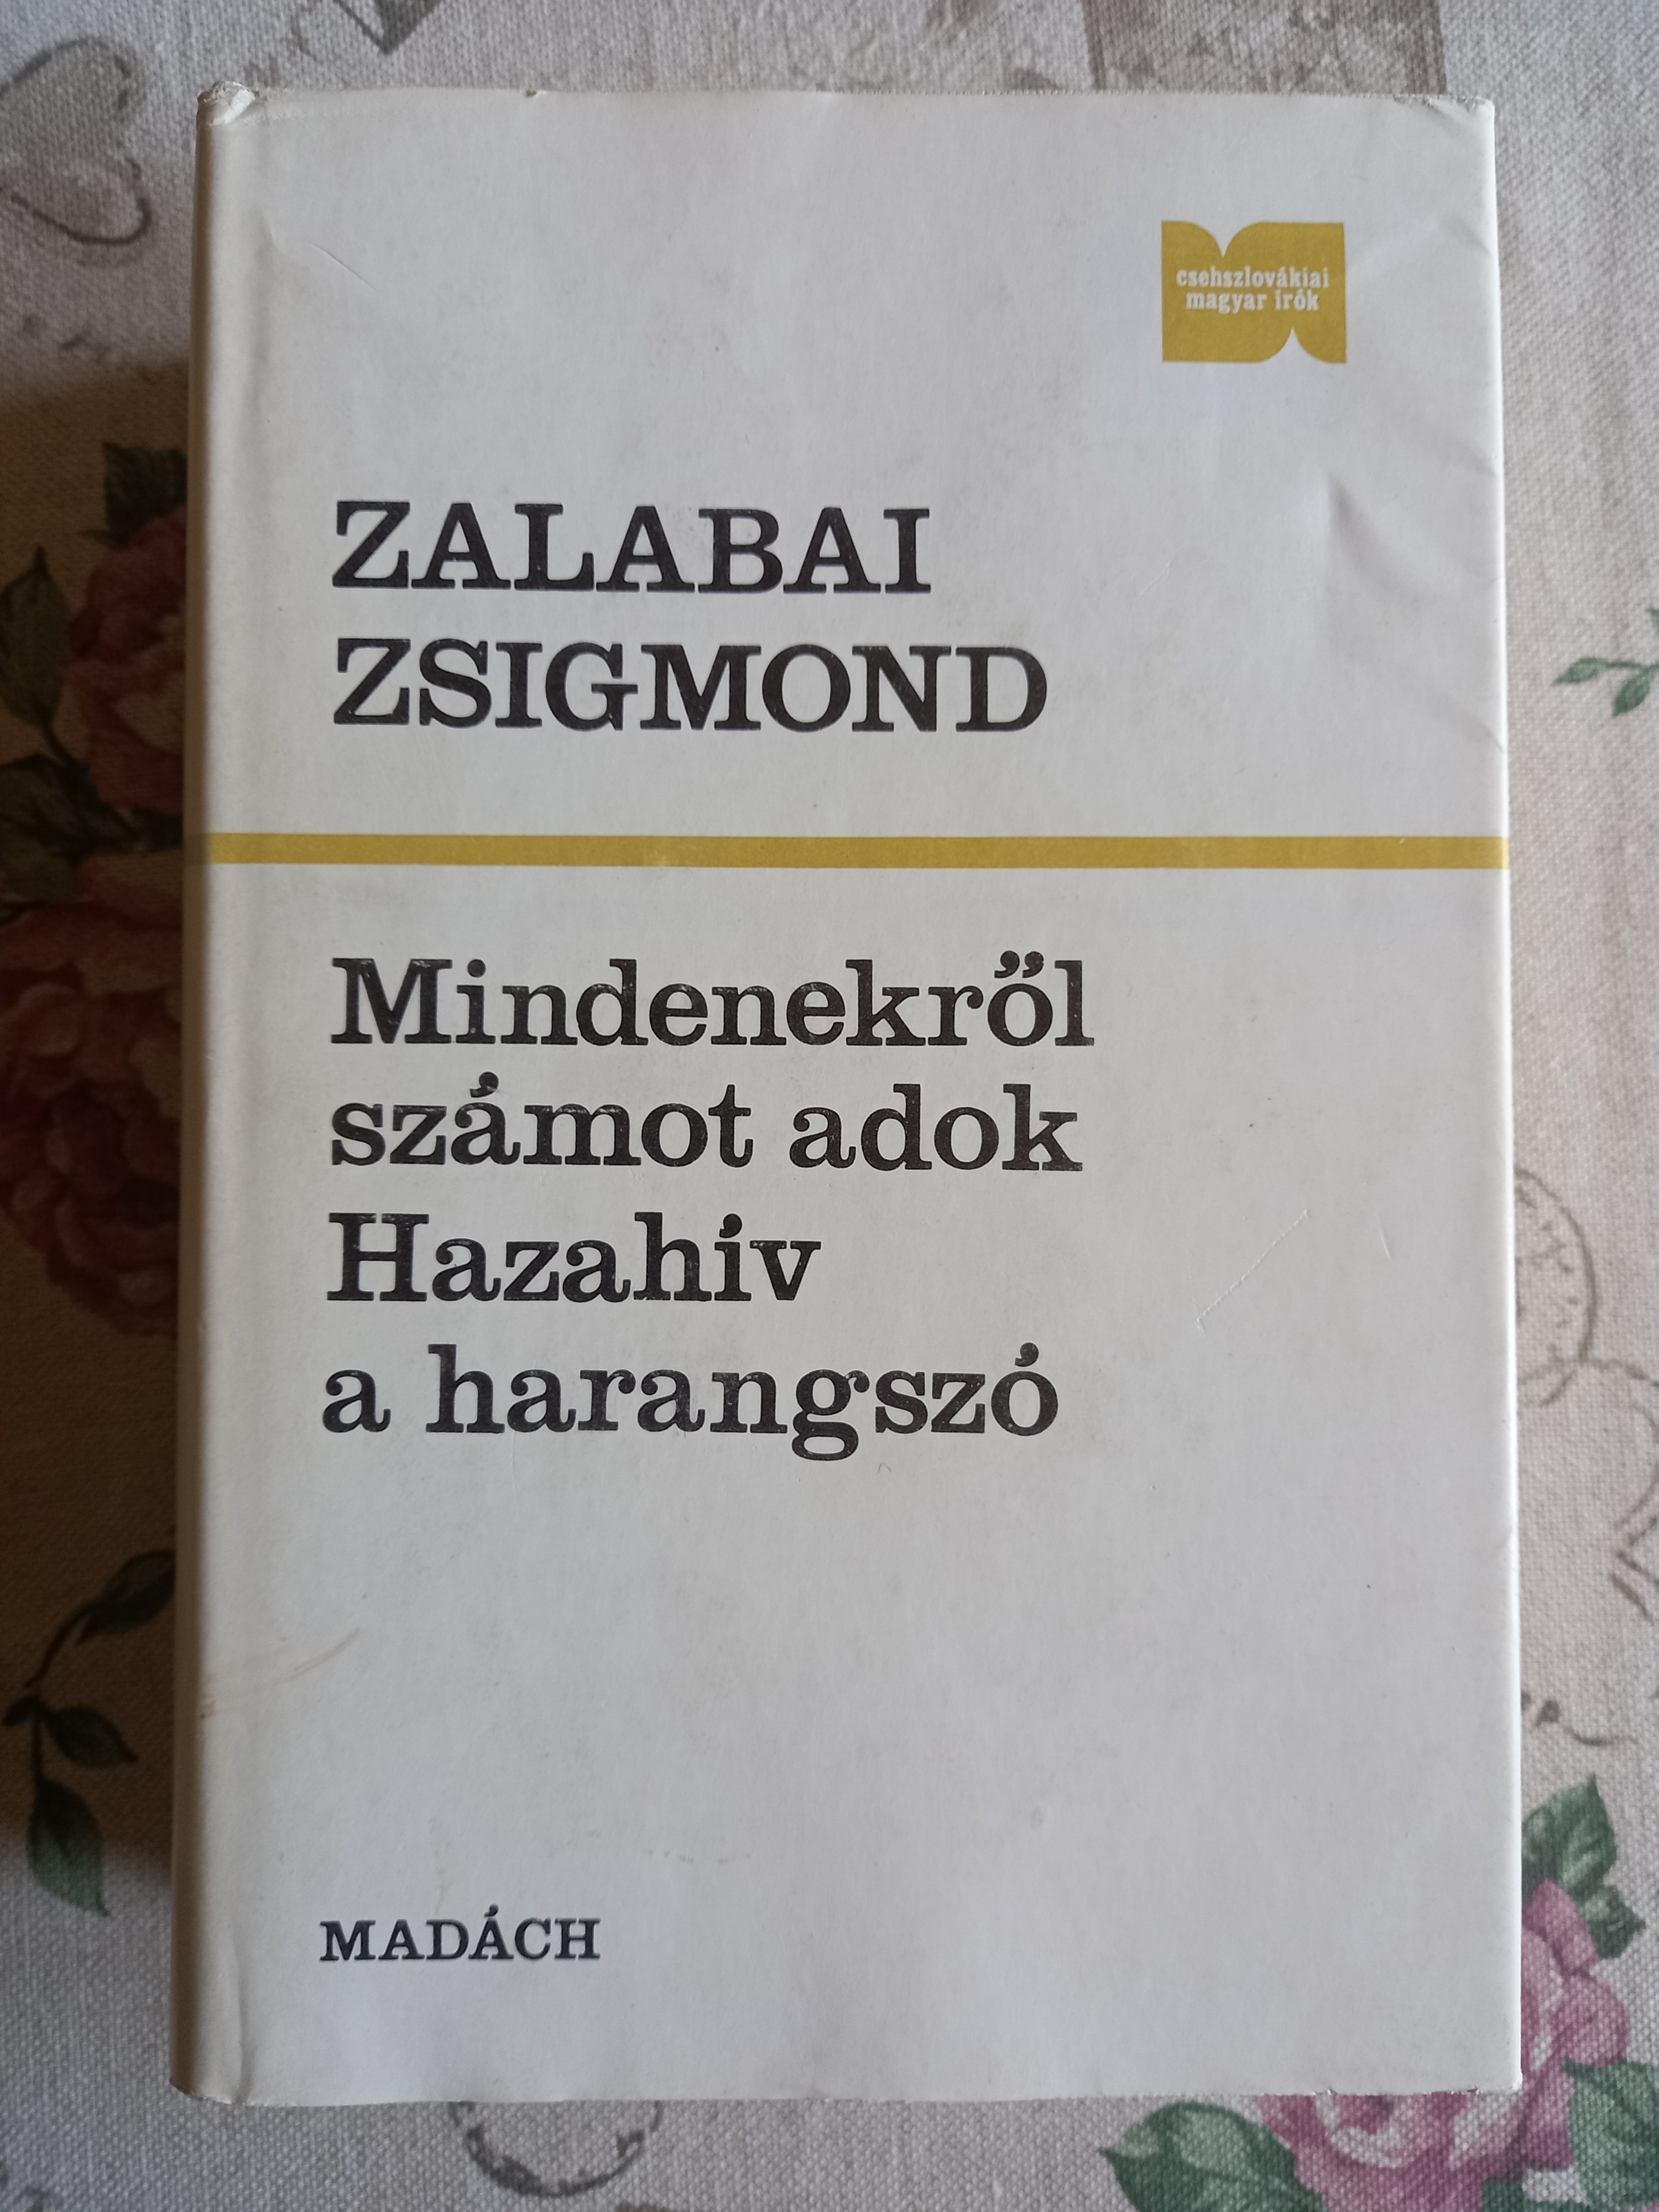 csehszlovákiai
magyar írók
ZALABAI
ZSIGMOND
Mindenekről
számot adok
Hazahív
a harangszó
MADÁCH